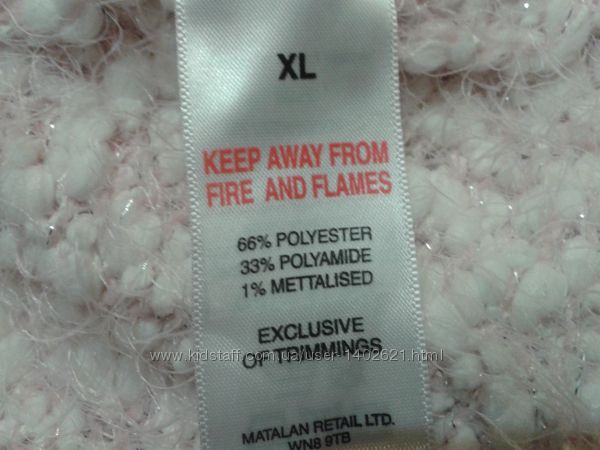 XL
KEEP AWAY FROM
FIRE AND FLAMES
66% POLYESTER
33% POLYAMIDE
1% METTALISED
EXCLUSIVE
www.kidstaff.com.ua/user-1402621.html
OF TRIMMINGS
MATALAN RETAIL LTD.
WN8 9TB